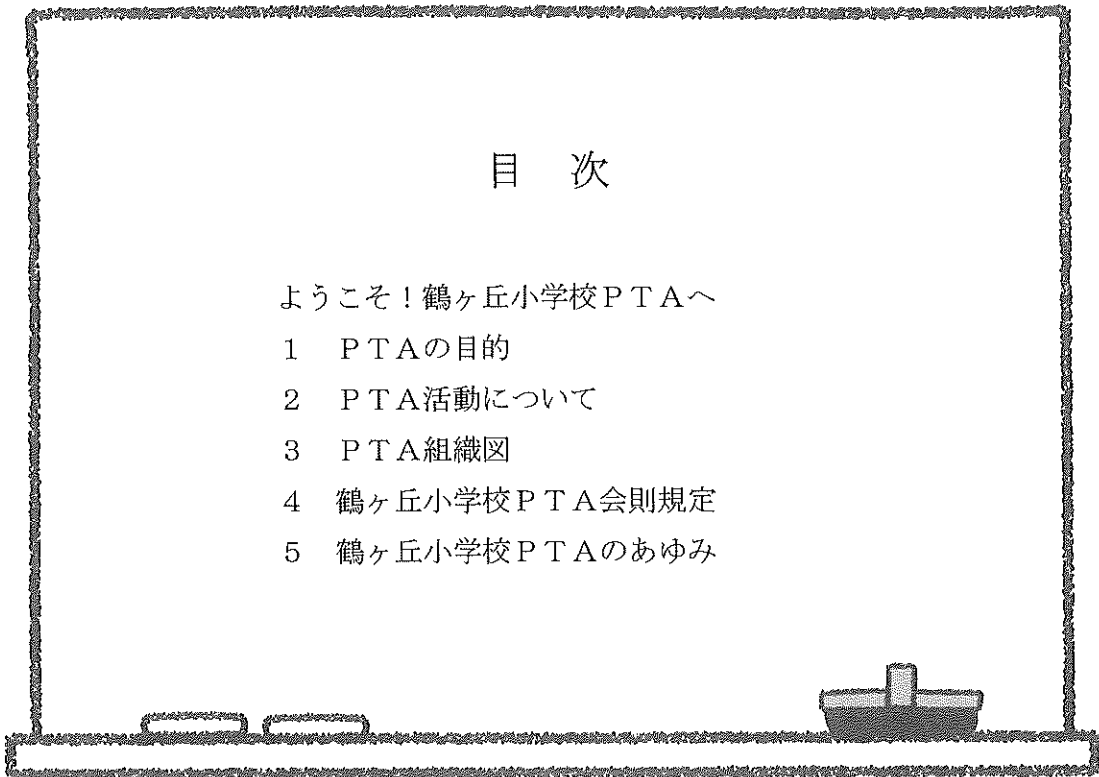 目　次
ようこそ！鶴ヶ丘小学校ＰＴＡへ
１　ＰＴＡの目的
２　ＰＴＡ活動について
３　ＰＴＡ組織図
４　鶴ヶ丘小学校ＰＴＡ会則規定
５　鶴ヶ丘小学校ＰＴＡのあゆみ